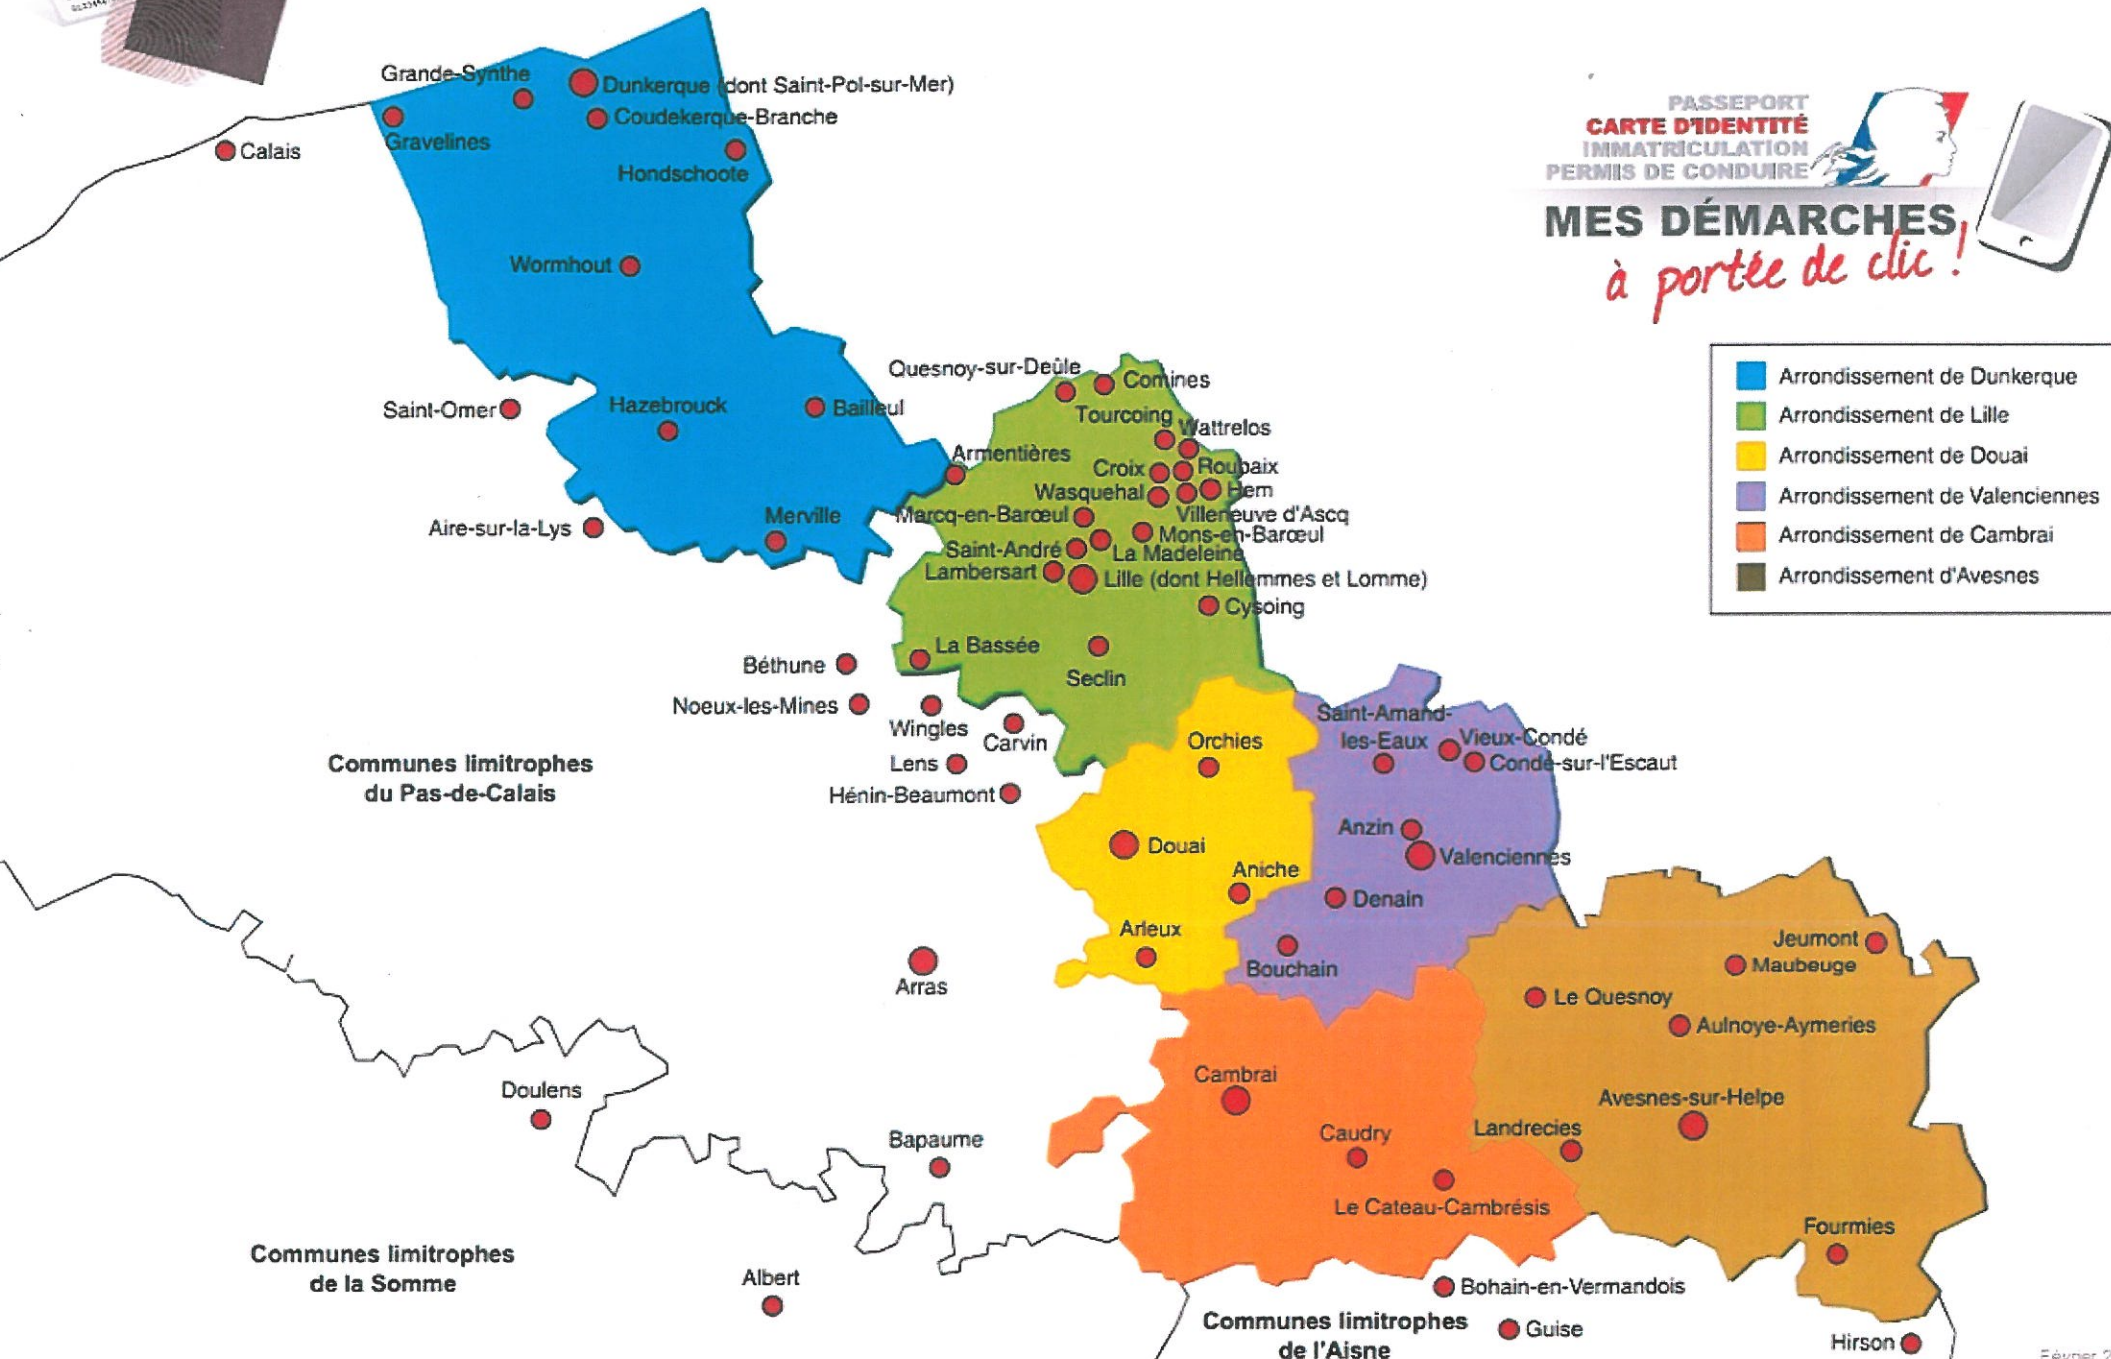 Grande-Synthe
Dunkerque (dont Saint-Pol-sur-Mer)
Coudekerque-Branche
Gravelines
Calais
Hondschoote
Wormhout
PASSEPORT
CARTE D'IDENTITÉ
IMMATRICULATION
PERMIS DE CONDUIRE
MES DÉMARCHES
à portée de clic !
Arrondissement de Dunkerque
Arrondissement de Lille
Arrondissement de Douai
Arrondissement de Valenciennes
Arrondissement de Cambrai
Arrondissement d'Avesnes
Quesnoy-sur-Deûle
Comines
Saint-Omer
Hazebrouck
Bailleul
Tourcoing
Wattrelos
Armentières
Croix
Roubaix
Wasquehal
Hem
Marcq-en-Barœul
Villeneuve d'Ascq
Aire-sur-la-Lys
Merville
Mons-en-Barœul
Saint-André
La Madeleine
Lambersart
Lille (dont Hellemmes et Lomme)
Cysoing
La Bassée
Béthune
Seclin
Noeux-les-Mines
Wingles
Carvin
Lens
Hénin-Beaumont
Communes limitrophes
du Pas-de-Calais
Orchies
Saint-Amand-
les-Eaux
Vieux-Condé
Condé-sur-l'Escaut
Anzin
Valenciennes
Douai
Aniche
Denain
Arleux
Bouchain
Arras
Jeumont
Maubeuge
Le Quesnoy
Aulnoye-Aymeries
Doulens
Bapaume
Cambrai
Caudry
Le Cateau-Cambrésis
Landrecies
Avesnes-sur-Helpe
Fourmies
Communes limitrophes
de la Somme
Albert
Bohain-en-Vermandois
Communes limitrophes
de l'Aisne
Guise
Hirson